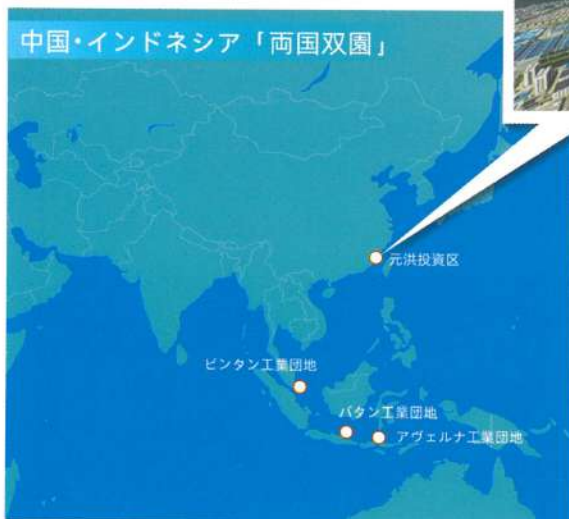 中国・インドネシア「両国双園」
元洪投資区
ビンタン工業団地
バタン工業団地
アヴェルナ工業団地